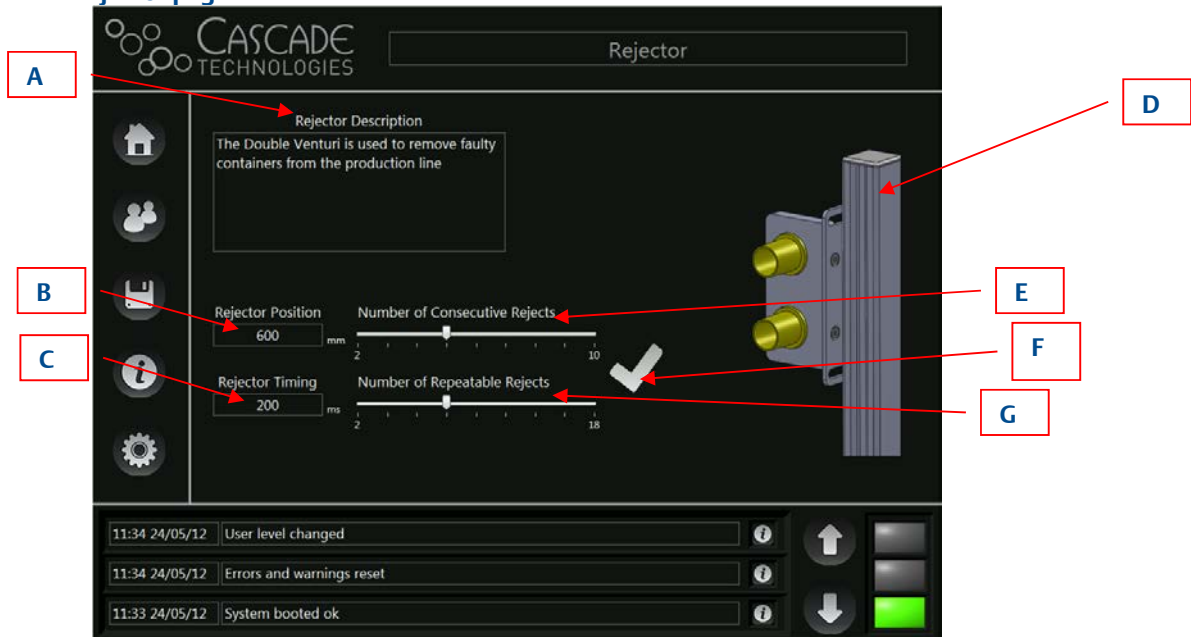 CASCADE
TECHNOLOGIES
Rejector
A
D
Rejector Description
The Double Venturi is used to remove faulty
containers from the production line
B
E
Rejector Position
Number of Consecutive Rejects
600 mm
2 10
F
C
Rejector Timing
Number of Repeatable Rejects
200 ms
2 18
G
11:34 24/05/12 User level changed
11:34 24/05/12 Errors and warnings reset
11:33 24/05/12 System booted ok